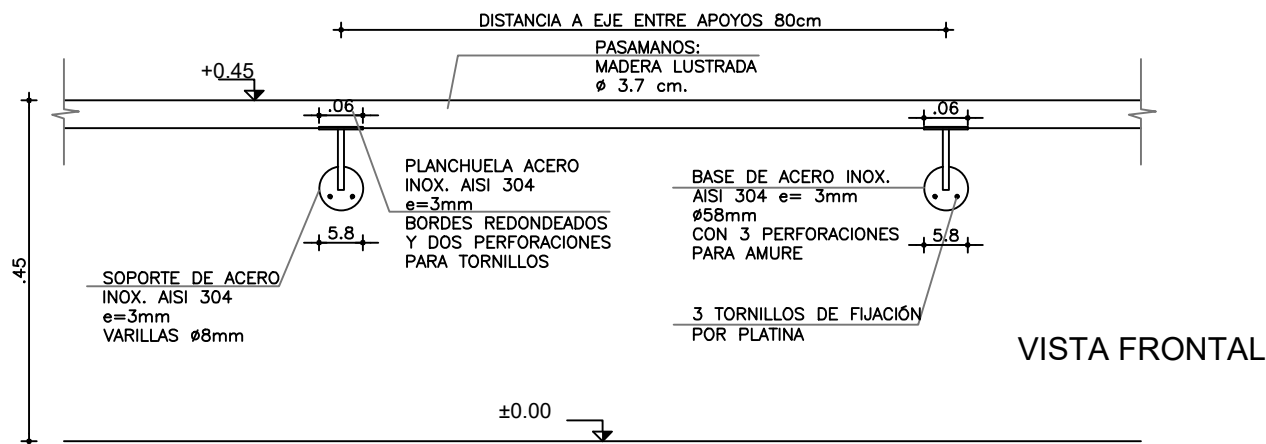 DISTANCIA A EJE ENTRE APOYOS 80cm
PASAMANOS:
MADERA LUSTRADA
ø 3.7 cm.
+0.45
.06
.06
PLANCHUELA ACERO
INOX. AISI 304
e=3mm
BORDES REDONDEADOS
Y DOS PERFORACIONES
PARA TORNILLOS
BASE DE ACERO INOX.
AISI 304 e= 3mm
ø58mm
CON 3 PERFORACIONES
PARA AMURE
5.8
5.8
.45
SOPORTE DE ACERO
INOX. AISI 304
e=3mm
VARILLAS ø8mm
3 TORNILLOS DE FIJACIÓN
POR PLATINA
VISTA FRONTAL
±0.00